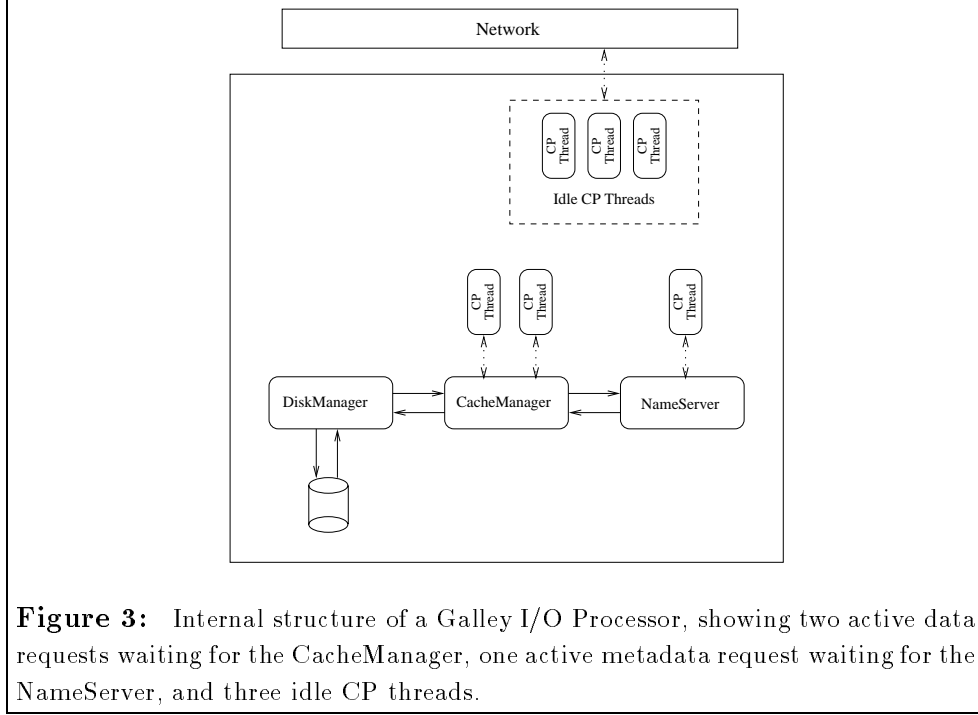 Network
CP
Thread
CP
Thread
CP
Thread
Idle CP Threads
CP
Thread
CP
Thread
CP
Thread
DiskManager
CacheManager
NameServer
Figure 3: Internal structure of a Galley I/O Processor, showing two active data
requests waiting for the CacheManager, one active metadata request waiting for the
NameServer, and three idle CP threads.